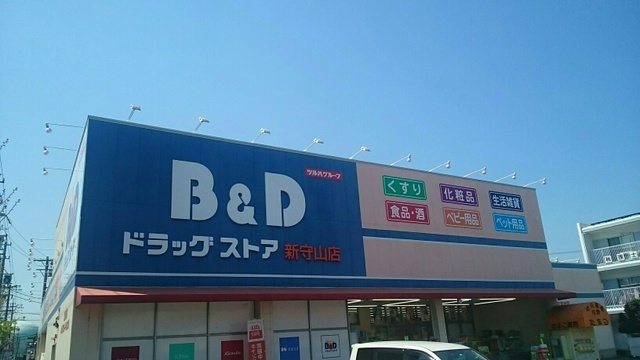 ツルハグループ
B&D
ドラッグストア 新守山店
くすり
化粧品
生活雑貨
食品・酒
ベビー用品
ペット用品
B&D